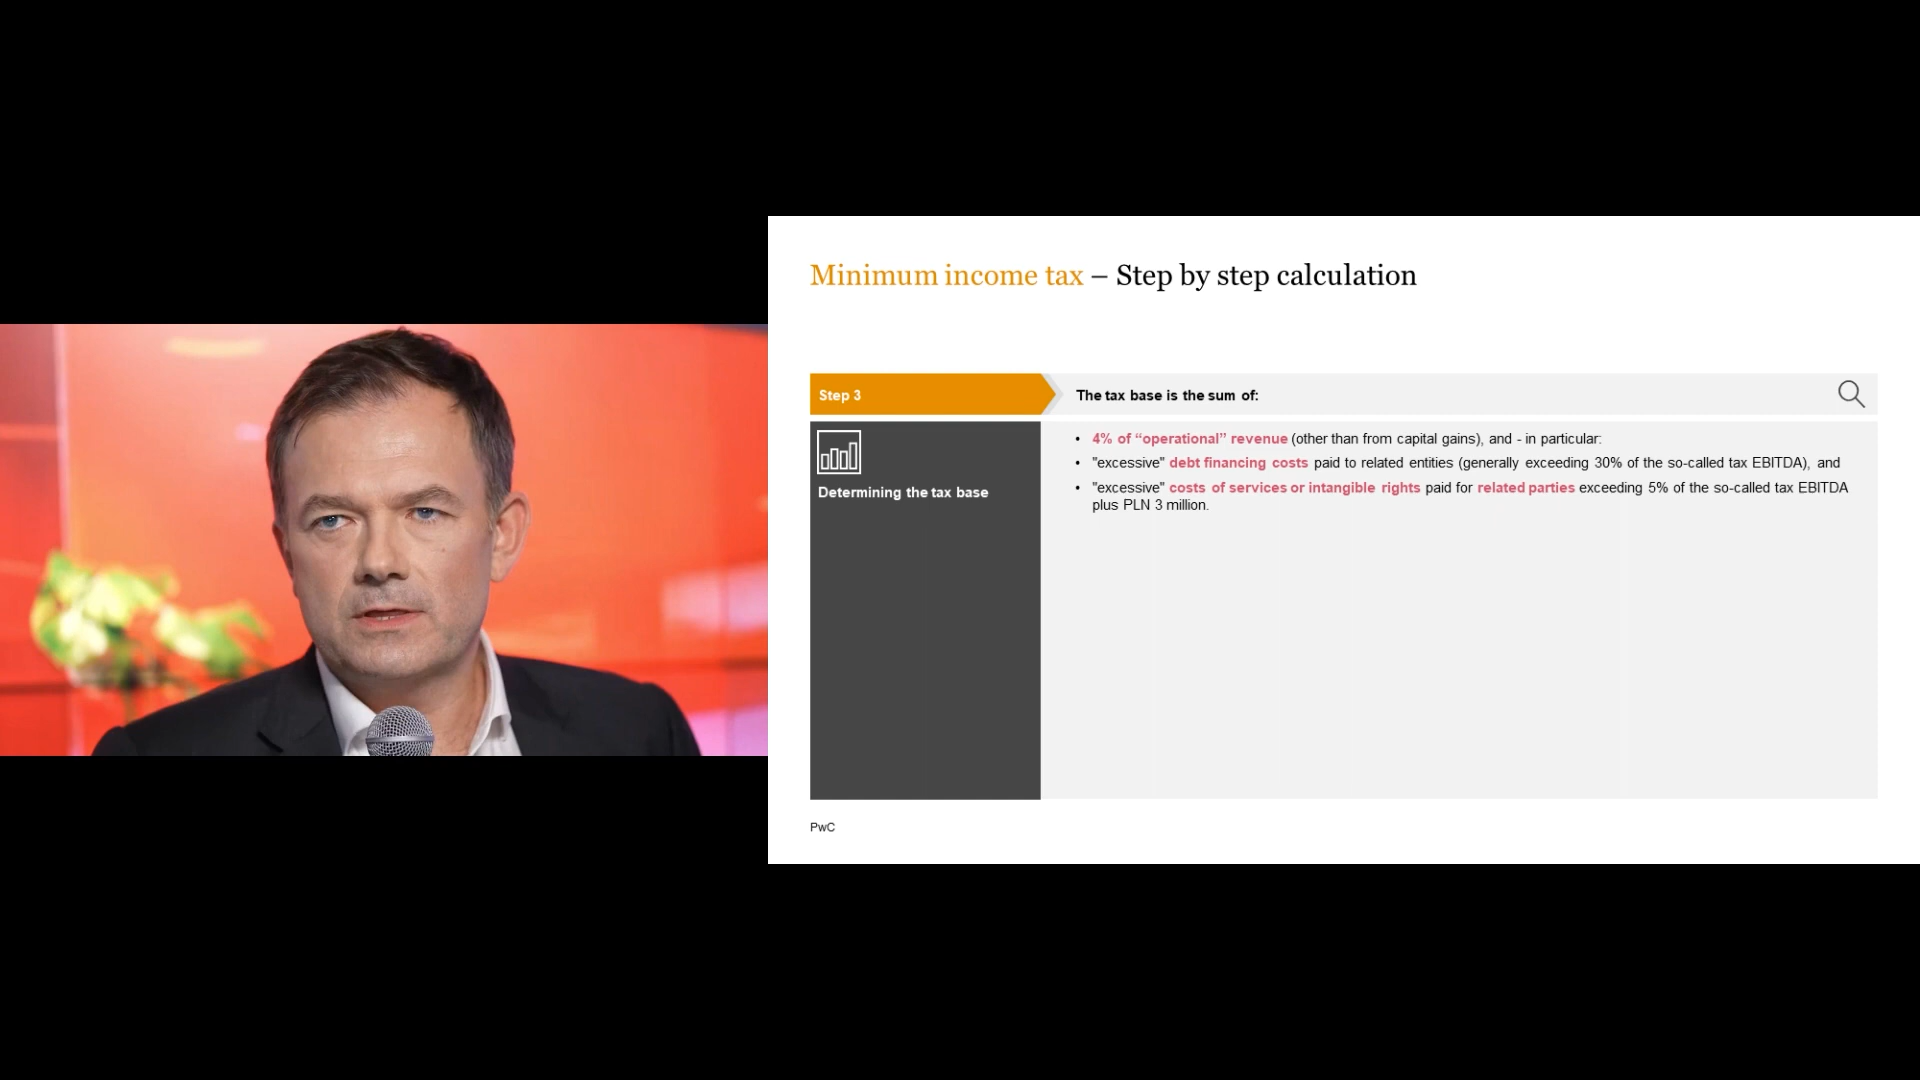 Minimum income tax – Step by step calculation
Step 3
The tax base is the sum of:
Determining the tax base
• 4% of “operational” revenue (other than from capital gains), and - in particular:
• "excessive" debt financing costs paid to related entities (generally exceeding 30% of the so-called tax EBITDA), and
• "excessive" costs of services or intangible rights paid for related parties exceeding 5% of the so-called tax EBITDA
plus PLN 3 million.
PwC